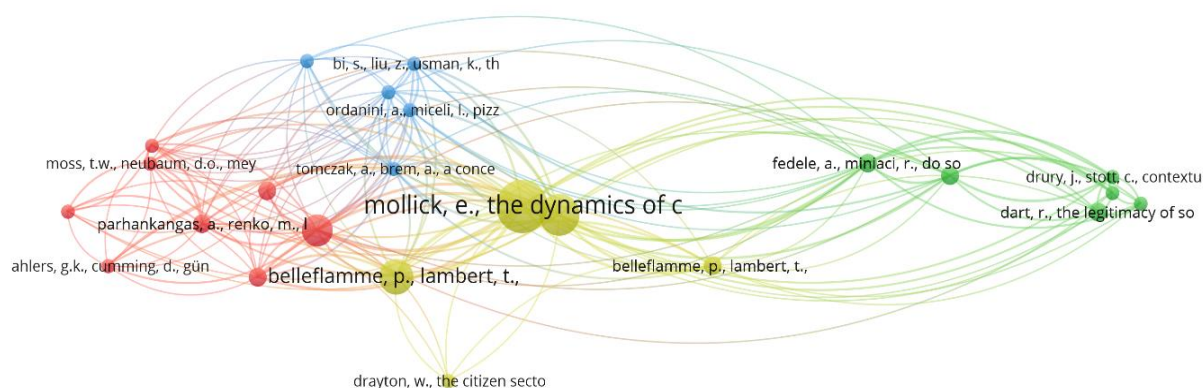 bi, s., liu, z., usman, k., th
ordanini, a., miceli, l., pizz
moss, t.w., neubaum, d.o., mey
tomczak, a., brem, a., a conce
fedele, a., miniaci, r., do so
drury, j., stott, c., contextu
mollick, e., the dynamics of c
dart, r., the legitimacy of so
parhankangas, a., renko, m., l
ahlers, g.k., cumming, d., gün
belleflamme, p., lambert, t.,
belleflamme, p., lambert, t.,
drayton, w., the citizen secto